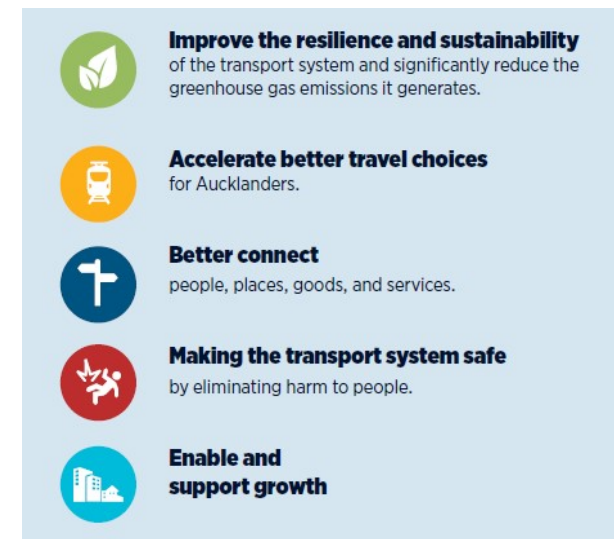 Improve the resilience and sustainability
of the transport system and significantly reduce the
greenhouse gas emissions it generates.
Accelerate better travel choices
for Aucklanders.
Better connect
people, places, goods, and services.
Making the transport system safe
by eliminating harm to people.
Enable and
support growth